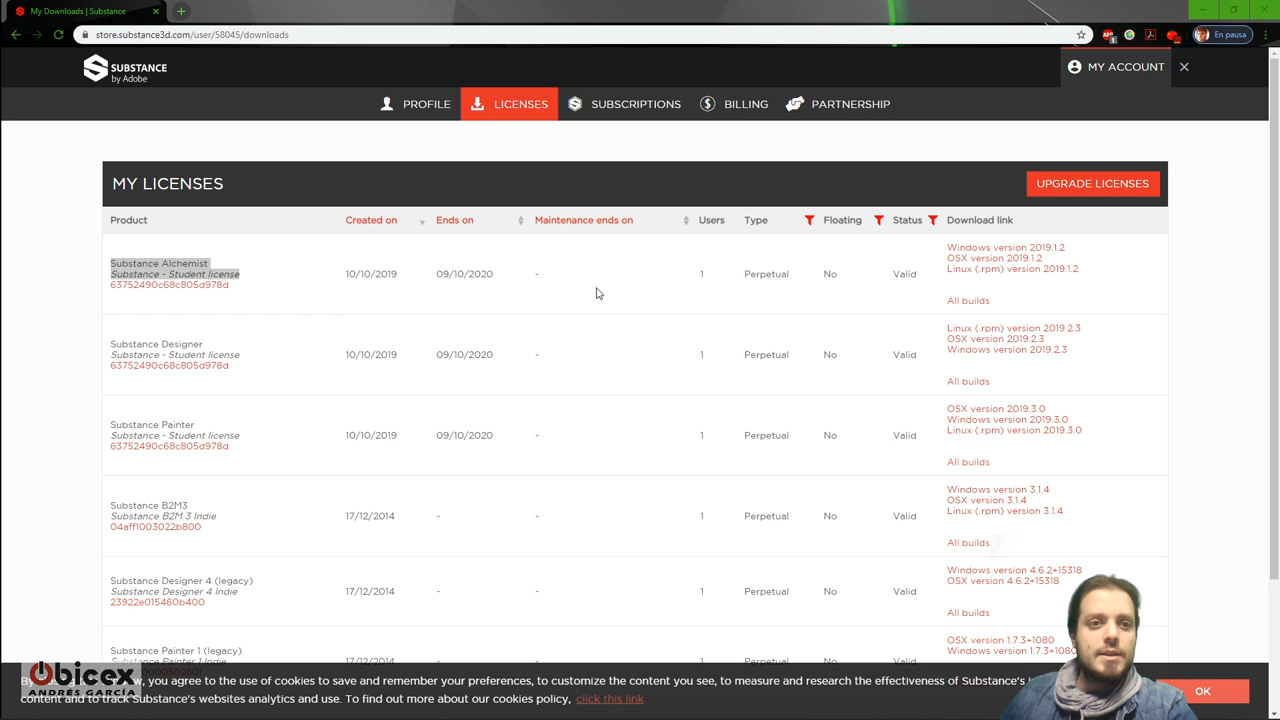 My Downloads | Substance
store.substance3d.com/user/58045/downloads
En pausa
SUBSTANCE
by Adobe
MY ACCOUNT
PROFILE
LICENSES
SUBSCRIPTIONS
BILLING
PARTNERSHIP
MY LICENSES
UPGRADE LICENSES
Product Created on Ends on Maintenance ends on Users Type Floating Status Download link
Substance Alchemist
Substance - Student license
63752490c68c805d978d
10/10/2019 09/10/2020 - 1 Perpetual No Valid
Windows version 2019.1.2
OSX version 2019.1.2
Linux (.rpm) version 2019.1.2
All builds
Substance Designer
Substance - Student license
63752490c68c805d978d
10/10/2019 09/10/2020 - 1 Perpetual No Valid
Linux (.rpm) version 2019.2.3
OSX version 2019.2.3
Windows version 2019.2.3
All builds
Substance Painter
Substance - Student license
63752490c68c805d978d
10/10/2019 09/10/2020 - 1 Perpetual No Valid
OSX version 2019.3.0
Windows version 2019.3.0
Linux (.rpm) version 2019.3.0
All builds
Substance B2M3
Substance B2M 3 Indie
04aff1003022b800
17/12/2014 - - 1 Perpetual No Valid
Windows version 3.1.4
OSX version 3.1.4
Linux (.rpm) version 3.1.4
All builds
Substance Designer 4 (legacy)
Substance Designer 4 Indie
23922e015460b400
17/12/2014 - - 1 Perpetual No Valid
Windows version 4.6.2+15318
OSX version 4.6.2+15318
All builds
Substance Painter 1 (legacy)
Substance Painter 1 Indie
17/12/2014 - - 1 Perpetual No Valid
OSX version 1.7.3+1080
Windows version 1.7.3+1080
Obicex
ANDRÉS GARCÍA
you agree to the use of cookies to save and remember your preferences, to customize the content you see, to measure and research the effectiveness of Substance's
content and to track Substance's websites analytics and use. To find out more about our cookies policy, click this link
OK